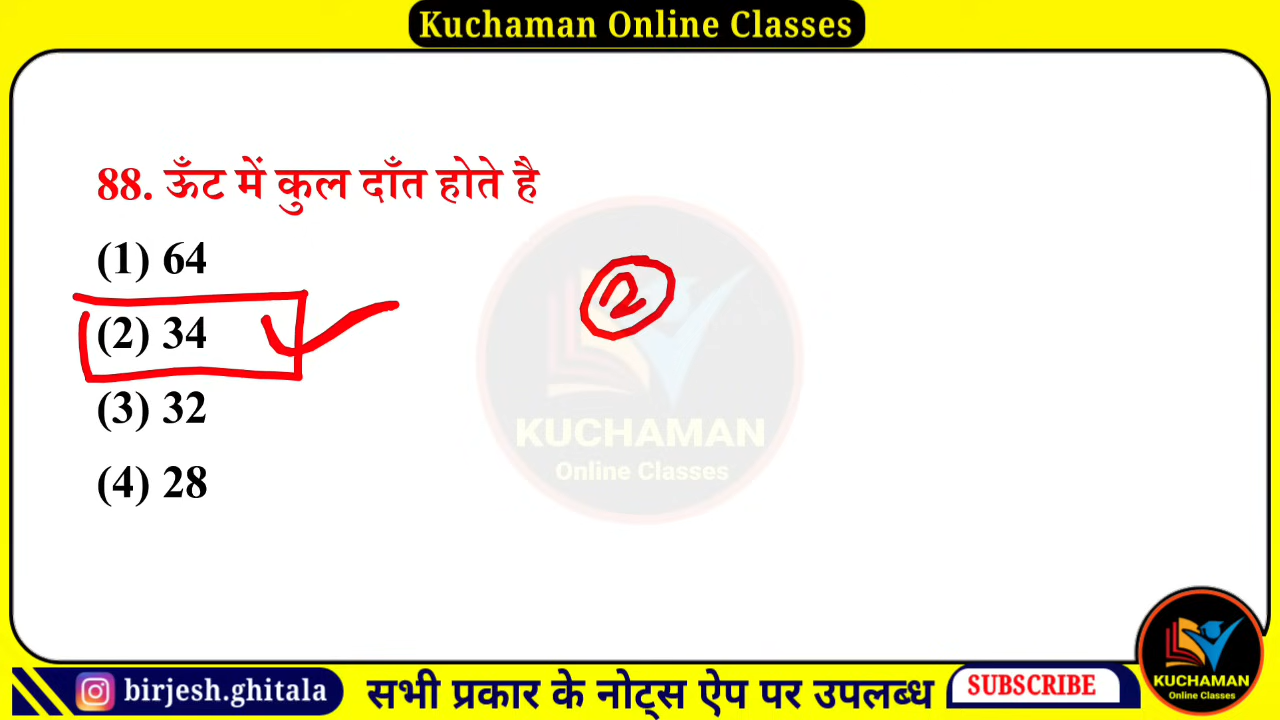 Kuchaman Online Classes
88. ऊँट में कुल दाँत होते है
(1) 64
(2) 34
2
(3) 32
(4) 28
KUCHAMAN
Online Classes
KUCHAMAN
Online Classes
birjesh.ghitala
सभी प्रकार के नोट्स ऐप पर उपलब्ध
SUBSCRIBE